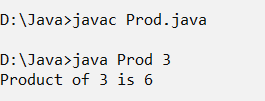 D:\Java>javac Prod.java
D:\Java>java Prod 3
Product of 3 is 6